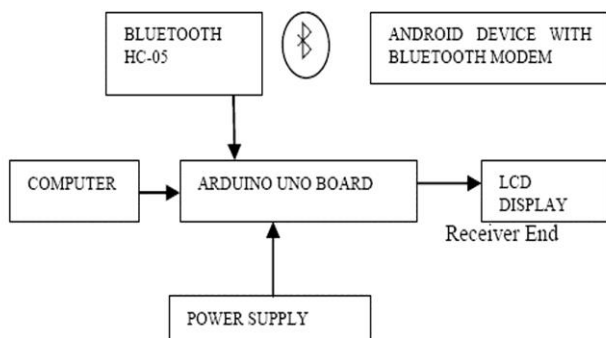 BLUETOOTH
HC-05
ANDROID DEVICE WITH
BLUETOOTH MODEM
COMPUTER
ARDUINO UNO BOARD
LCD
DISPLAY
Receiver End
POWER SUPPLY